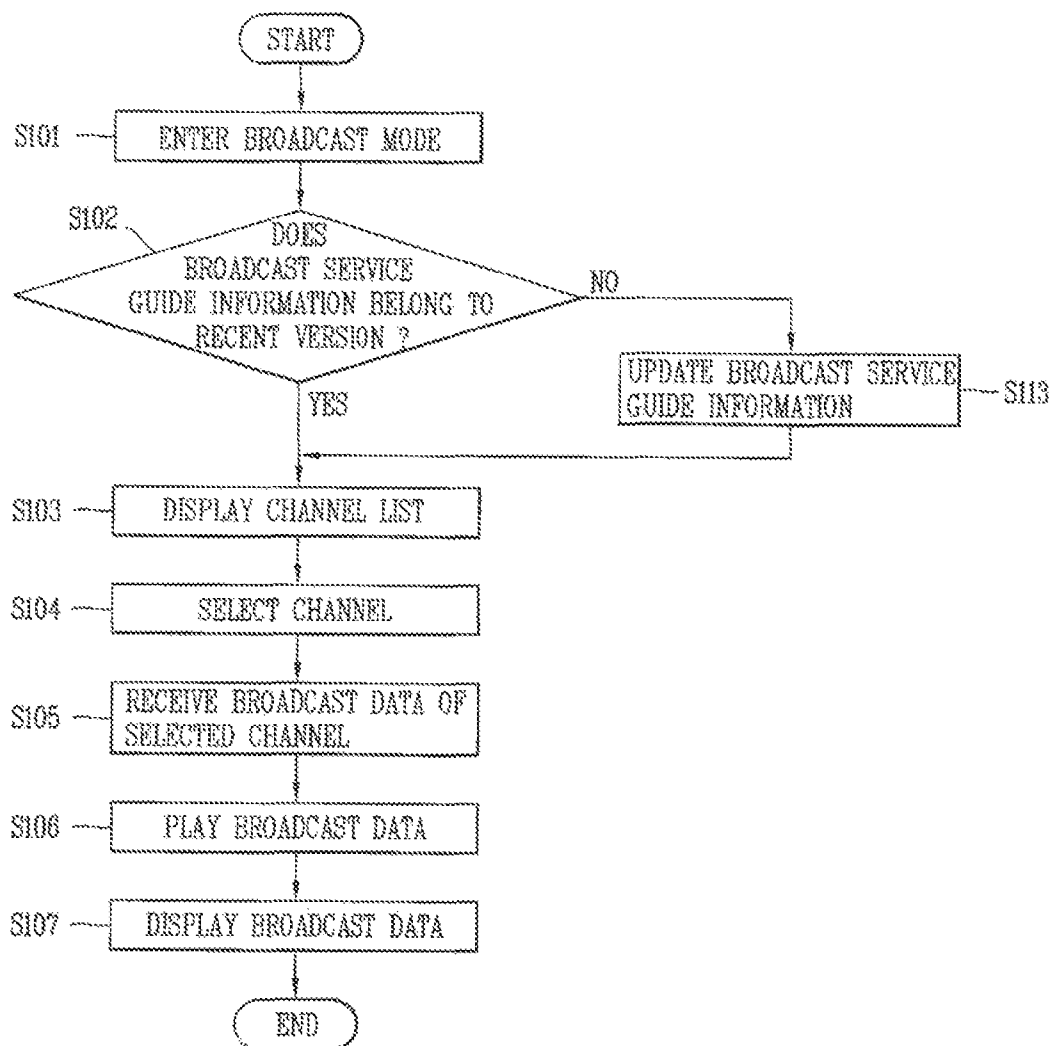 START
S101
ENTER BROADCAST MODE
S102
DOES
BROADCAST SERVICE
GUIDE INFORMATION BELONG TO
RECENT VERSION ?
NO
YES
UPDATE BROADCAST SERVICE
GUIDE INFORMATION
S113
S103
DISPLAY CHANNEL LIST
S104
SELECT CHANNEL
S105
RECEIVE BROADCAST DATA OF
SELECTED CHANNEL
S106
PLAY BROADCAST DATA
S107
DISPLAY BROADCAST DATA
END